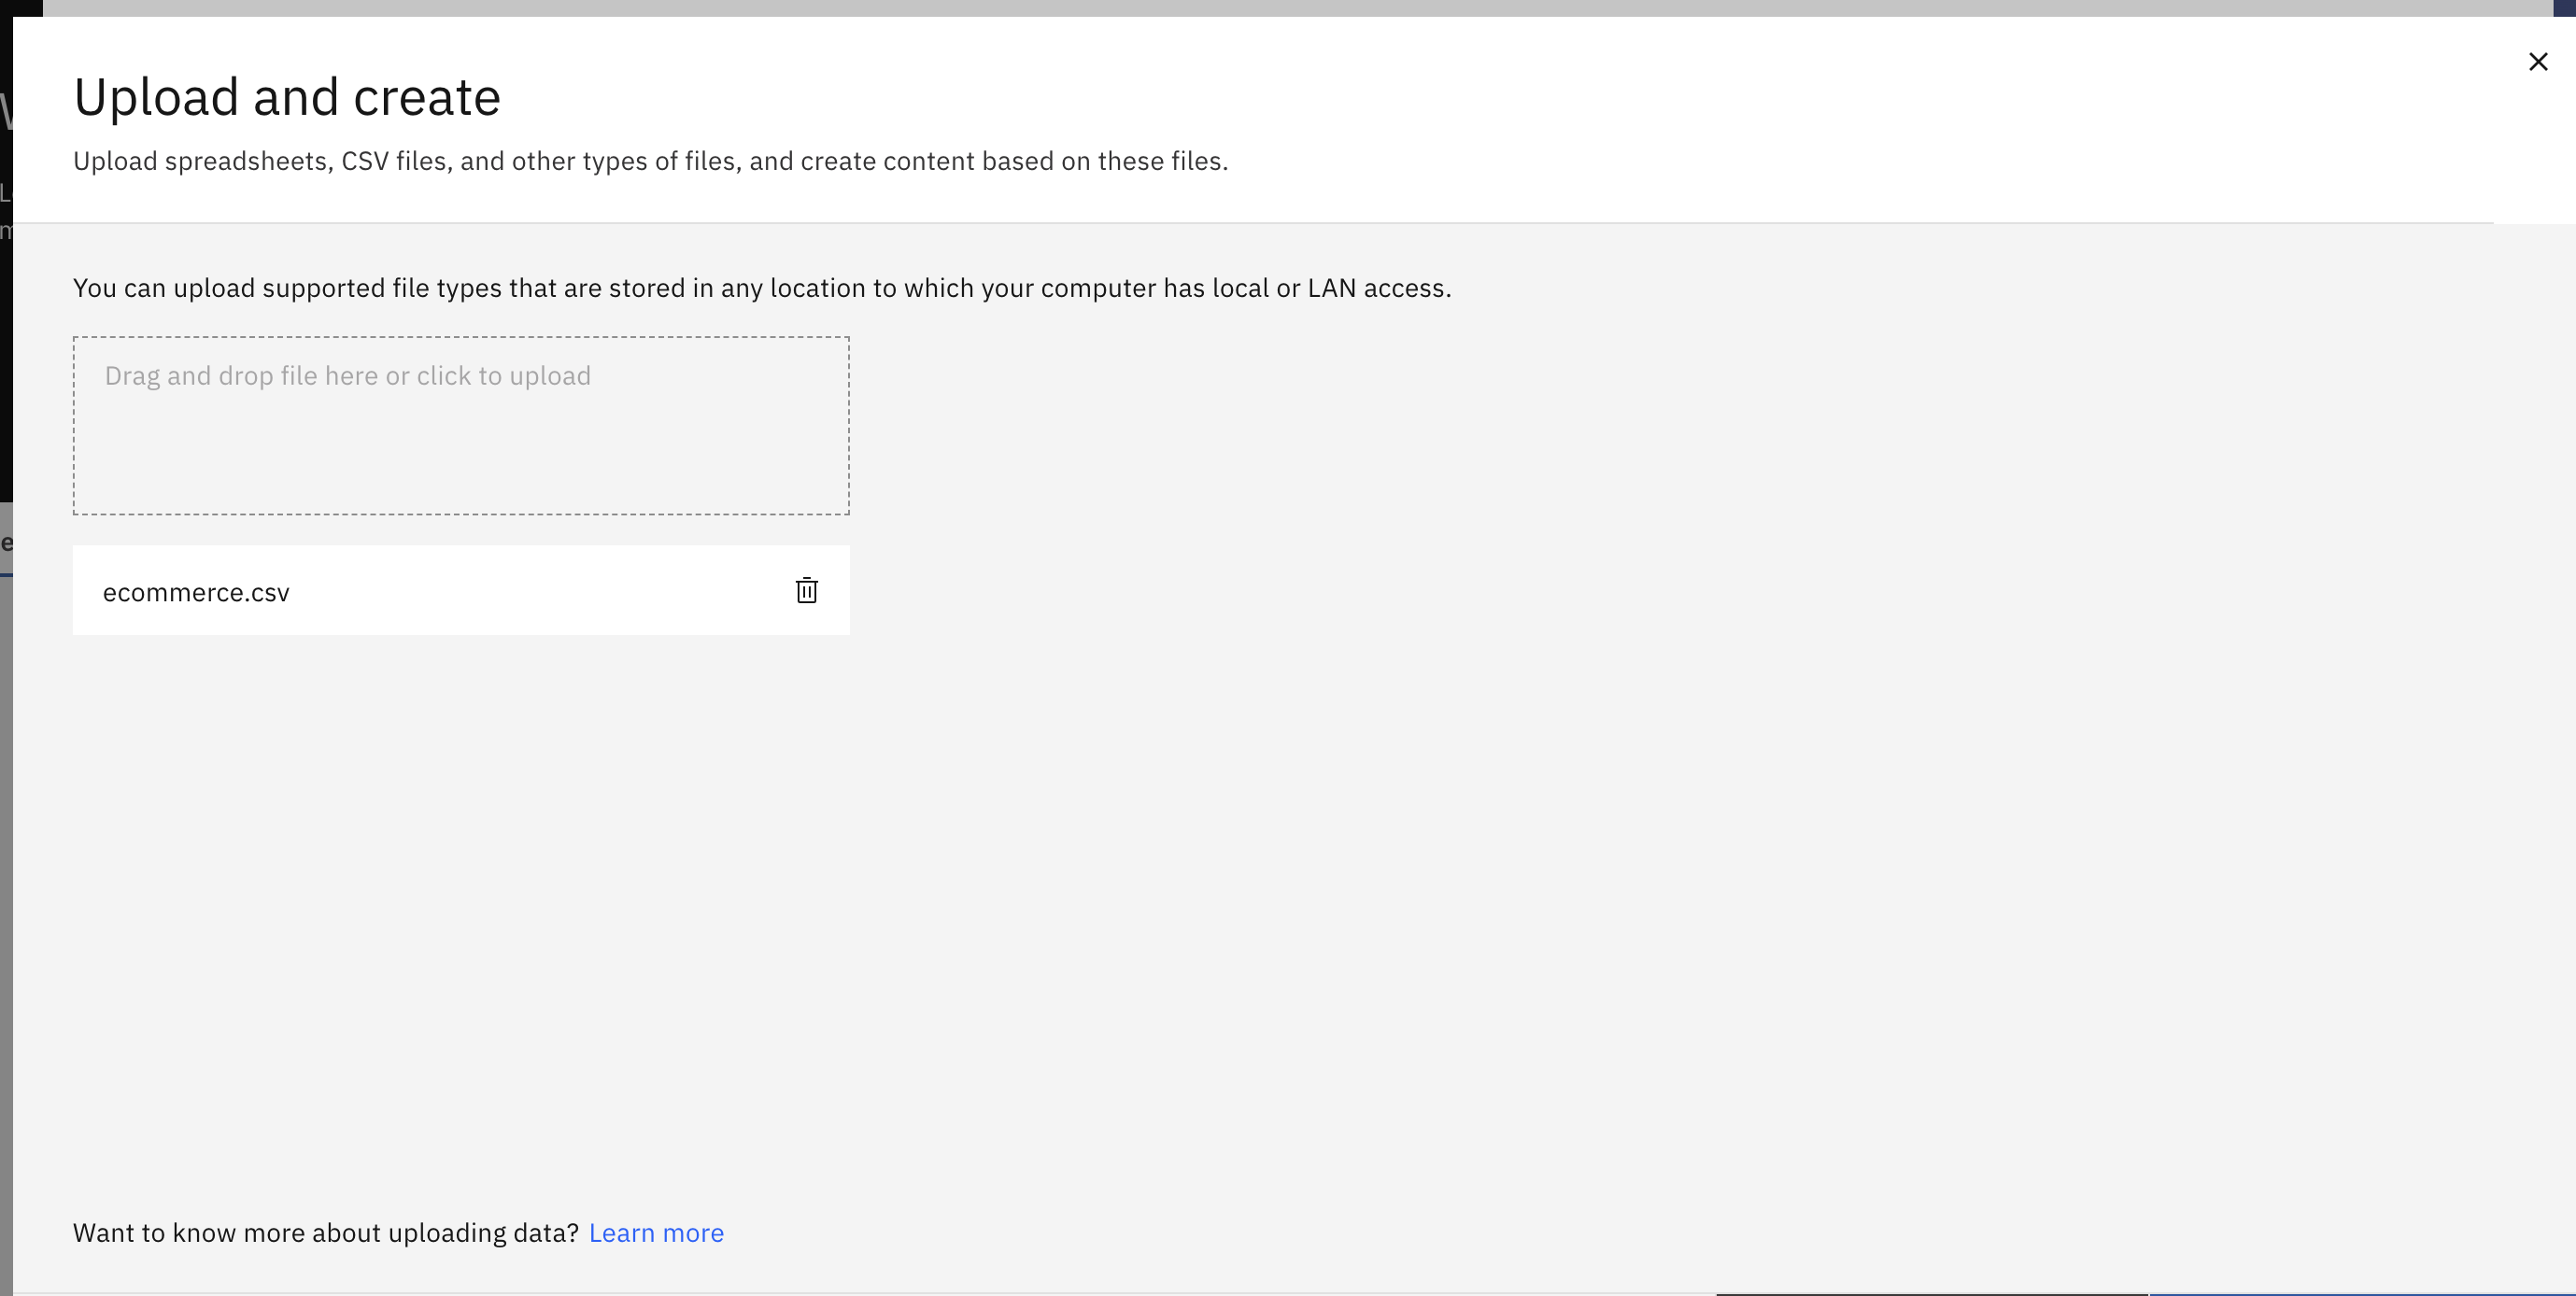 Upload and create
Upload spreadsheets, CSV files, and other types of files, and create content based on these files.
You can upload supported file types that are stored in any location to which your computer has local or LAN access.
Drag and drop file here or click to upload
ecommerce.csv
Want to know more about uploading data? Learn more